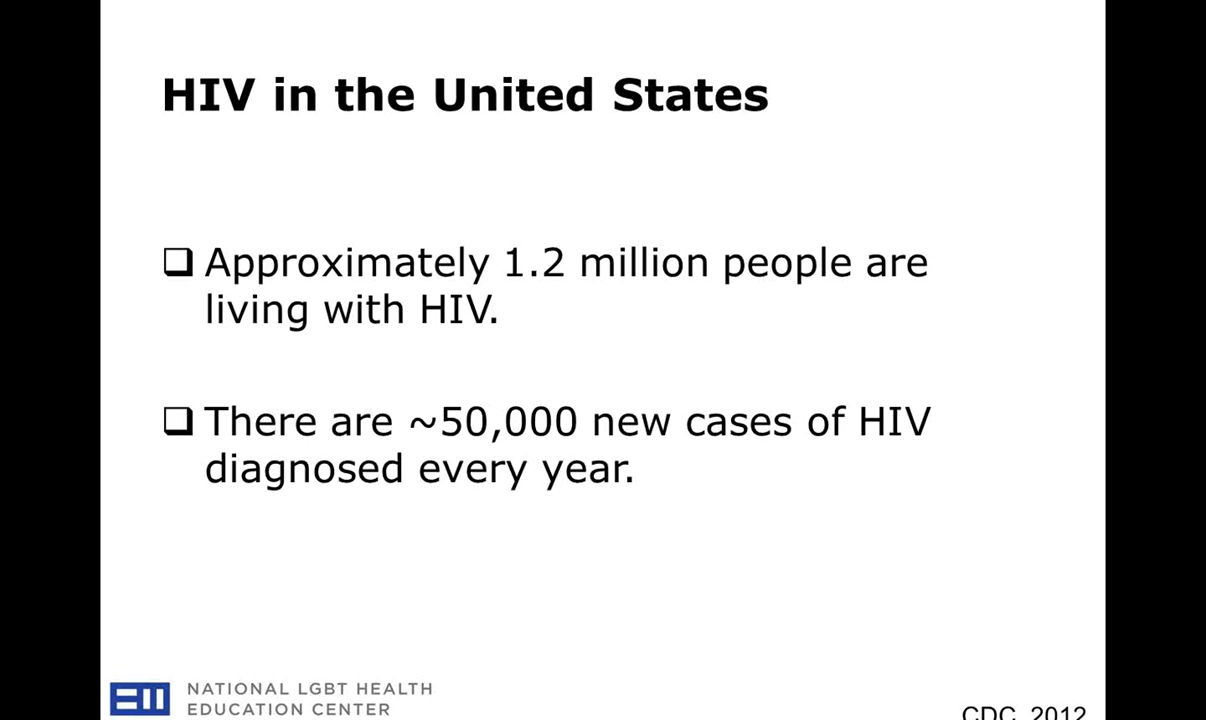 HIV in the United States
Approximately 1.2 million people are
living with HIV.
There are ~50,000 new cases of HIV
diagnosed every year.
NATIONAL LGBT HEALTH
EDUCATION CENTER
CDC, 2012